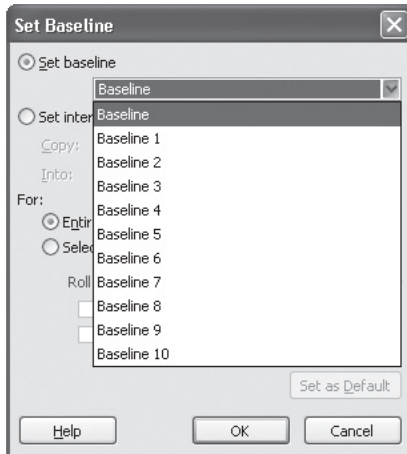 Set Baseline
Set baseline
Baseline
Baseline
Set inter
Baseline 1
Copy:
Baseline 2
Into:
Baseline 3
For:
Baseline 4
Entir
Baseline 5
Selec
Baseline 6
Roll
Baseline 7
Baseline 8
Baseline 9
Baseline 10
Set as Default
Help
OK
Cancel